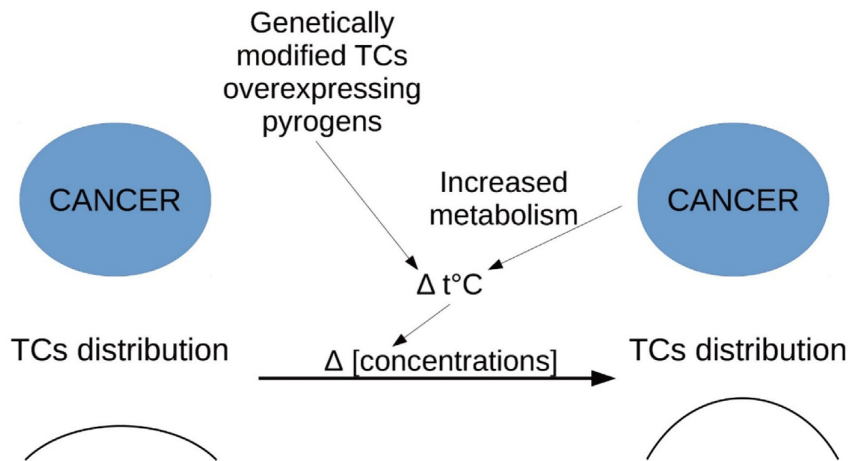 Genetically
modified TCs
overexpressing
pyrogens
CANCER
Increased
metabolism
CANCER
Δ t°C
TCs distribution
Δ [concentrations]
TCs distribution